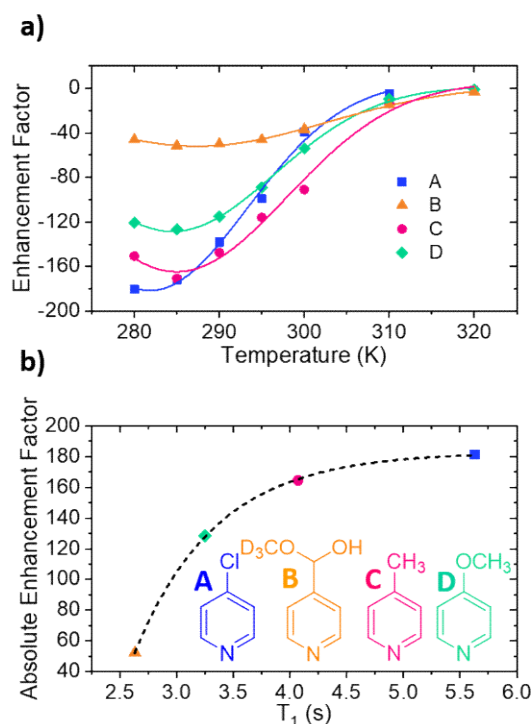 a)
Enhancement Factor
0
-40
-80
-120
-160
-200
A
B
C
D
280 290 300 310 320
Temperature (K)
b)
Absolute Enhancement Factor
200
180
160
140
120
100
80
60
40
A B C D
Cl
D₃CO OH
CH₃
OCH₃
N N N N
2.5 3.0 3.5 4.0 4.5 5.0 5.5 6.0
T₁ (s)